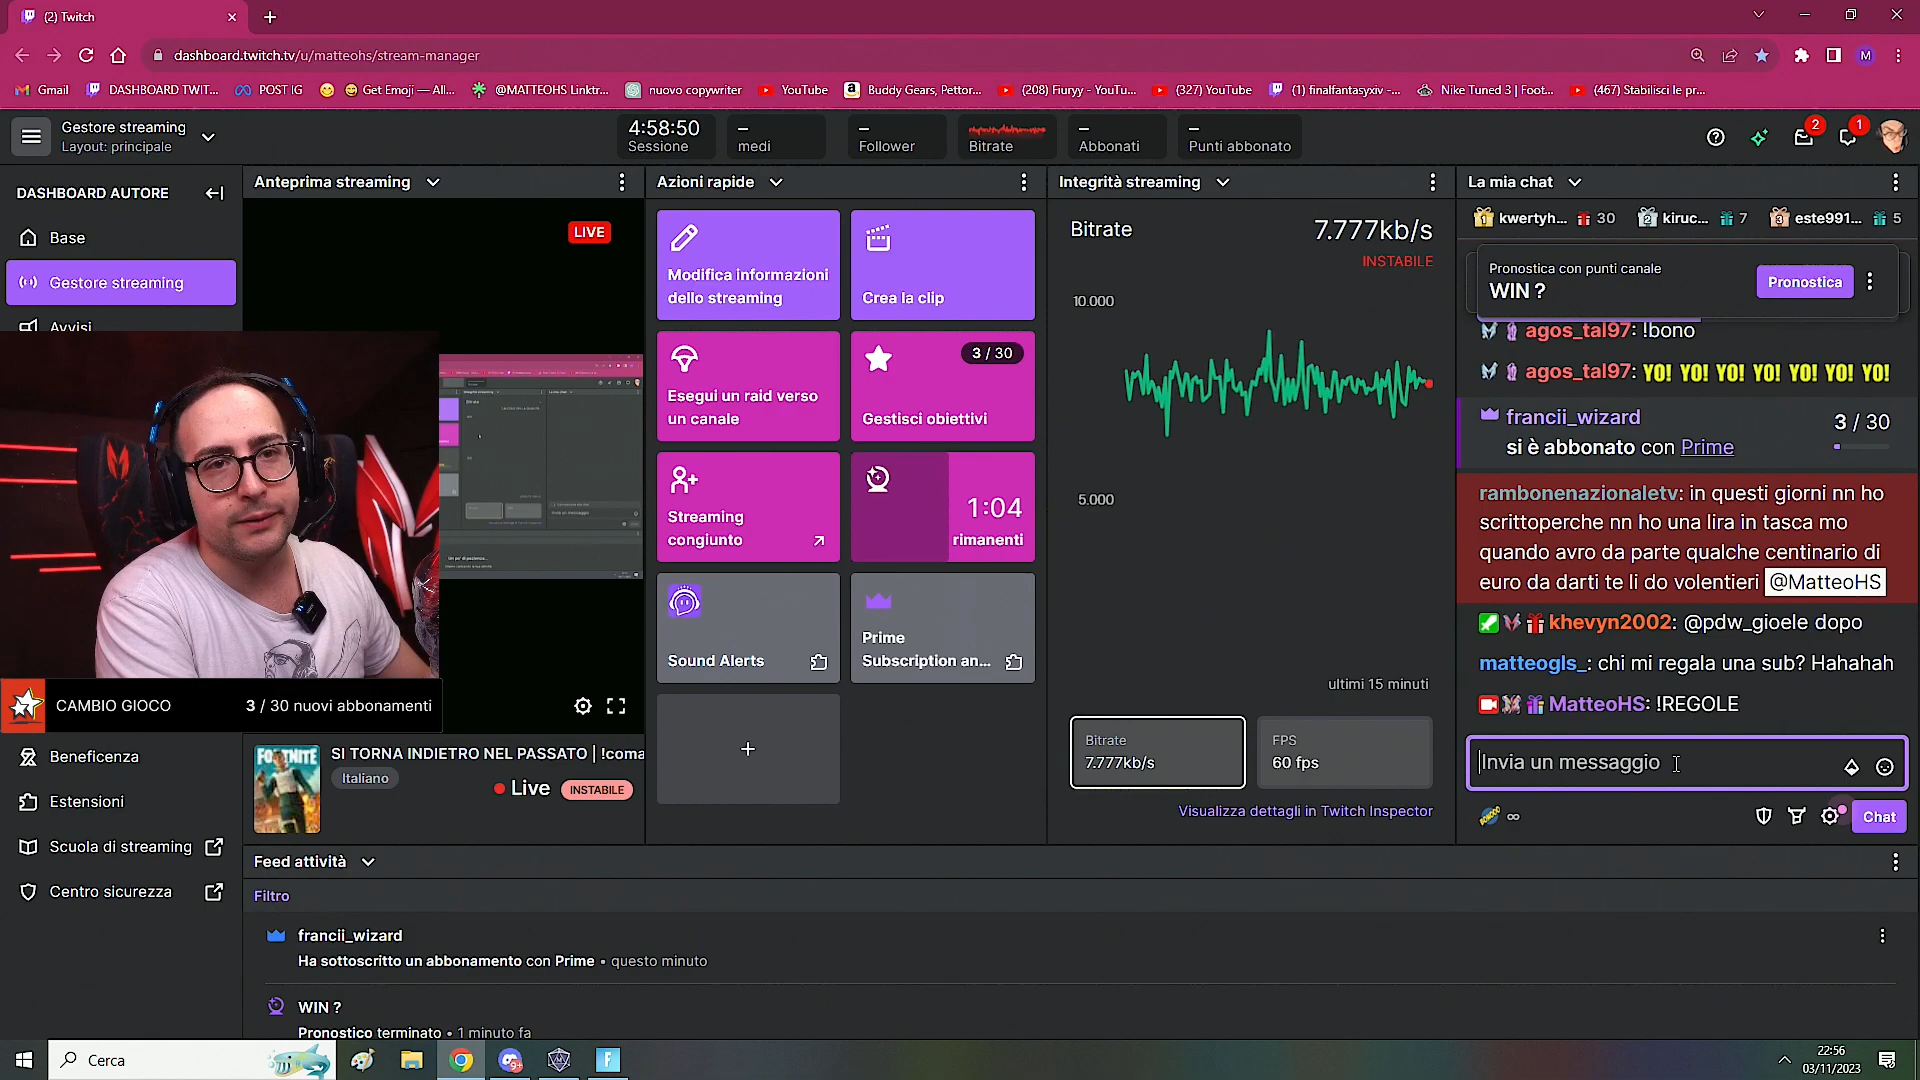 (2) Twitch
dashboard.twitch.tv/u/matteohs/stream-manager
M
Gmail
DASHBOARD TWIT...
POST IG
Get Emoji — All...
@MATTEOHS Linktr...
nuovo copywriter
YouTube
Buddy Gears, Pettor...
(208) Fiuryy - YouTu...
(327) YouTube
(1) finalfantasyxiv -...
Nike Tuned 3 | Foot...
(467) Stabilisci le pr...
Gestore streaming
Layout: principale
4:58:50
Sessione
–
medi
–
Follower
Bitrate
–
Abbonati
–
Punti abbonato
2
1
DASHBOARD AUTORE
Base
Gestore streaming
Avvisi
Beneficenza
Estensioni
Scuola di streaming
Centro sicurezza
Anteprima streaming
LIVE
CAMBIO GIOCO
3 / 30 nuovi abbonamenti
FORTNITE
SI TORNA INDIETRO NEL PASSATO | !coma
Italiano
Live
INSTABILE
Azioni rapide
Modifica informazioni
dello streaming
Crea la clip
Esegui un raid verso
un canale
3 / 30
Gestisci obiettivi
Streaming
congiunto
1:04
rimanenti
Sound Alerts
Prime
Subscription an...
Integrità streaming
Bitrate
7.777kb/s
INSTABILE
10.000
5.000
ultimi 15 minuti
Bitrate
7.777kb/s
FPS
60 fps
Visualizza dettagli in Twitch Inspector
La mia chat
1
kwertyh...
30
2
kiruc...
7
3
este991...
5
Pronostica con punti canale
WIN ?
Pronostica
agos_tal97: !bono
agos_tal97: YO! YO! YO! YO! YO! YO! YO!
francii_wizard
3 / 30
si è abbonato con Prime
rambonenazionaletv: in questi giorni nn ho
scrittoperche nn ho una lira in tasca mo
quando avro da parte qualche centinario di
euro da darti te li do volentieri @MatteoHS
khevyn2002: @pdw_gioele dopo
matteogls_: chi mi regala una sub? Hahahah
MatteoHS: !REGOLE
Invia un messaggio
∞
Chat
Feed attività
Filtro
francii_wizard
Ha sottoscritto un abbonamento con Prime • questo minuto
WIN ?
Pronostico terminato • 1 minuto fa
Cerca
9+
F
22:56
03/11/2023